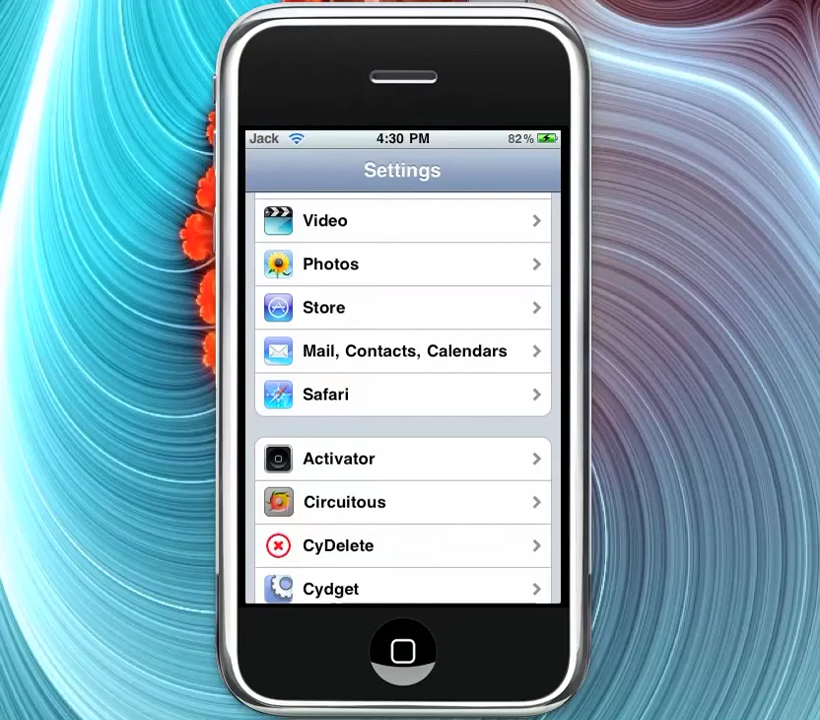 Jack 4:30 PM 82%
Settings
Video
Photos
Store
Mail, Contacts, Calendars
Safari
Activator
Circuitous
CyDelete
Cydget